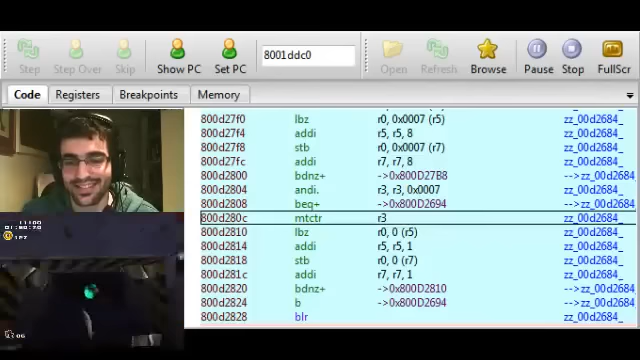 Step Step Over Skip Show PC Set PC 8001ddc0 Open Refresh Browse Pause Stop FullScr
Code Registers Breakpoints Memory
800d27f0 lbz r0, 0x0007 (r5) zz_00d2684_
800d27f4 addi r5, r5, 8 zz_00d2684_
800d27f8 stb r0, 0x0007 (r7) zz_00d2684_
800d27fc addi r7, r7, 8 zz_00d2684_
800d2800 bdnz+ ->0x800D27B8 -->zz_00d2684_
800d2804 andi. r3, r3, 0x0007 zz_00d2684_
800d2808 beq+ ->0x800D2694 -->zz_00d2684_
800d280c mtctr r3 zz_00d2684_
800d2810 lbz r0, 0 (r5) zz_00d2684_
800d2814 addi r5, r5, 1 zz_00d2684_
800d2818 stb r0, 0 (r7) zz_00d2684_
800d281c addi r7, r7, 1 zz_00d2684_
800d2820 bdnz+ ->0x800D2810 -->zz_00d2684_
800d2824 b ->0x800D2694 -->zz_00d2684_
800d2828 blr zz_00d2684_